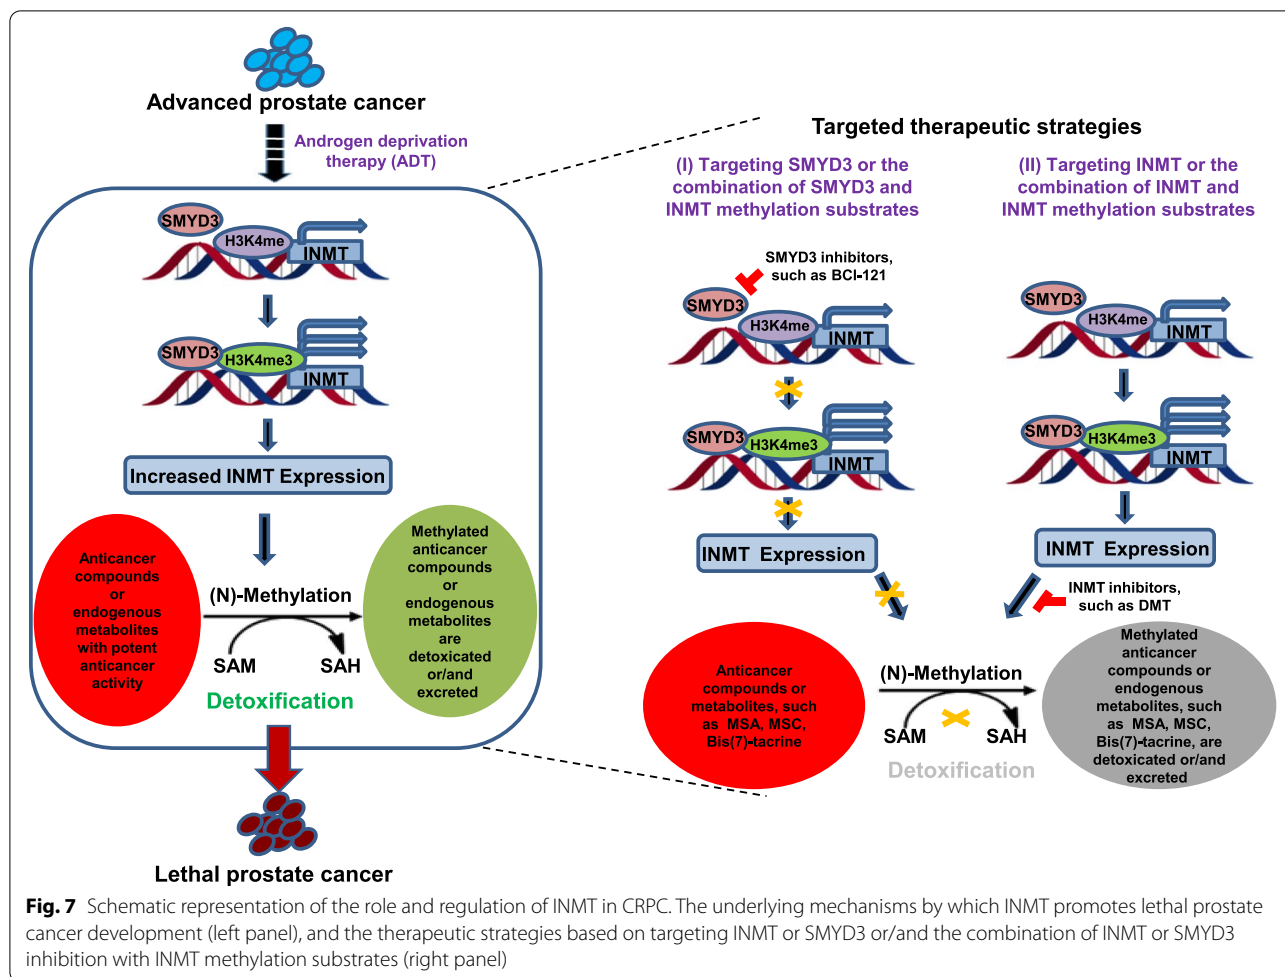 Advanced prostate cancer
Androgen deprivation
therapy (ADT)
SMYD3
H3K4me
INMT
SMYD3
H3K4me3
INMT
Increased INMT Expression
Anticancer
compounds
or
endogenous
metabolites
with potent
anticancer
activity
(N)-Methylation
SAM
SAH
Detoxification
Methylated
anticancer
compounds
or
endogenous
metabolites
are
detoxicated
or/and
excreted
Lethal prostate cancer
Targeted therapeutic strategies
(I) Targeting SMYD3 or the
combination of SMYD3 and
INMT methylation substrates
SMYD3 inhibitors,
such as BCI-121
SMYD3
H3K4me
INMT
SMYD3
H3K4me3
INMT
INMT Expression
(II) Targeting INMT or the
combination of INMT and
INMT methylation substrates
SMYD3
H3K4me
INMT
SMYD3
H3K4me3
INMT
INMT Expression
INMT inhibitors,
such as DMT
Anticancer
compounds or
metabolites, such
as MSA, MSC,
Bis(7)-tacrine
(N)-Methylation
SAM
SAH
Detoxification
Methylated
anticancer
compounds or
endogenous
metabolites, such
as MSA, MSC,
Bis(7)-tacrine, are
detoxicated or/and
excreted
Fig. 7 Schematic representation of the role and regulation of INMT in CRPC. The underlying mechanisms by which INMT promotes lethal prostate
cancer development (left panel), and the therapeutic strategies based on targeting INMT or SMYD3 or/and the combination of INMT or SMYD3
inhibition with INMT methylation substrates (right panel)